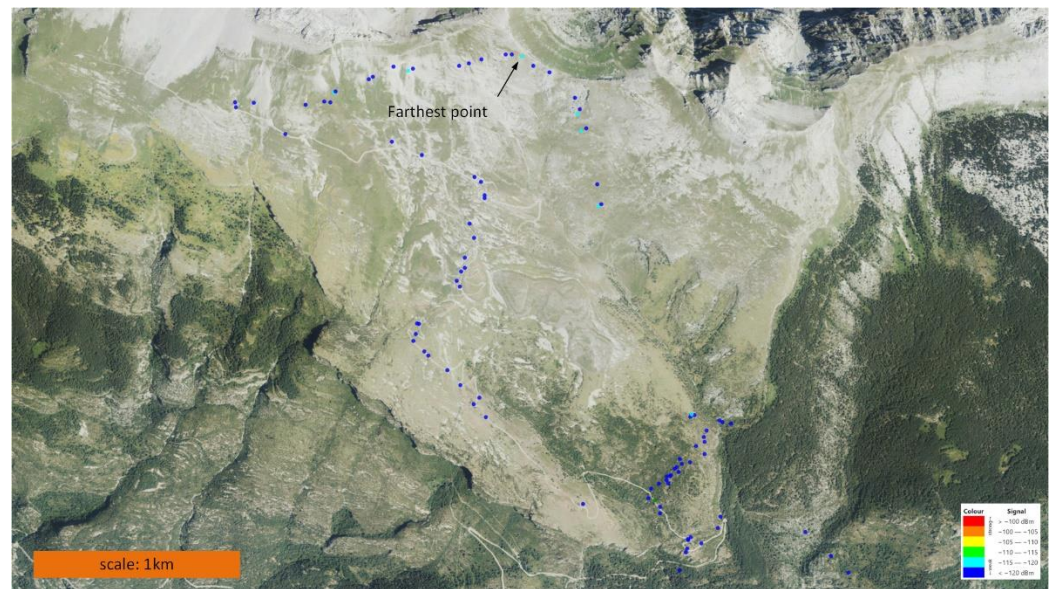 Farthest point
Colour Signal
> −100 dBm
−100 — −105
−105 — −110
−110 — −115
−115 — −120
< −120 dBm
scale: 1km